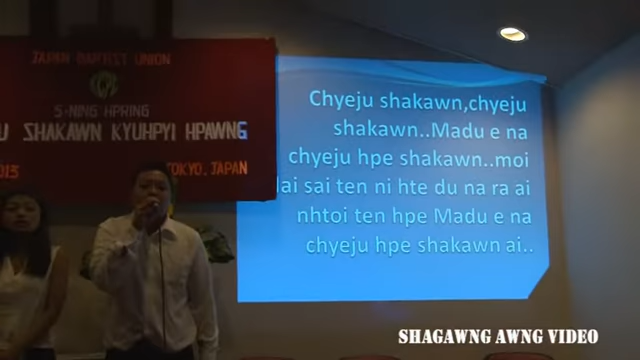 JAPAN BAPTIST UNION
S-NING HPRING
SHAKAWN KYUHPYI HPAWNG
TOKYO, JAPAN
Chyeju shakawn,chyeju
shakawn..Madu e na
chyeju hpe shakawn..moi
lai sai ten ni hte du na ra ai
nhtoi ten hpe Madu e na
chyeju hpe shakawn ai..
SHAGAWNG AWNG VIDEO